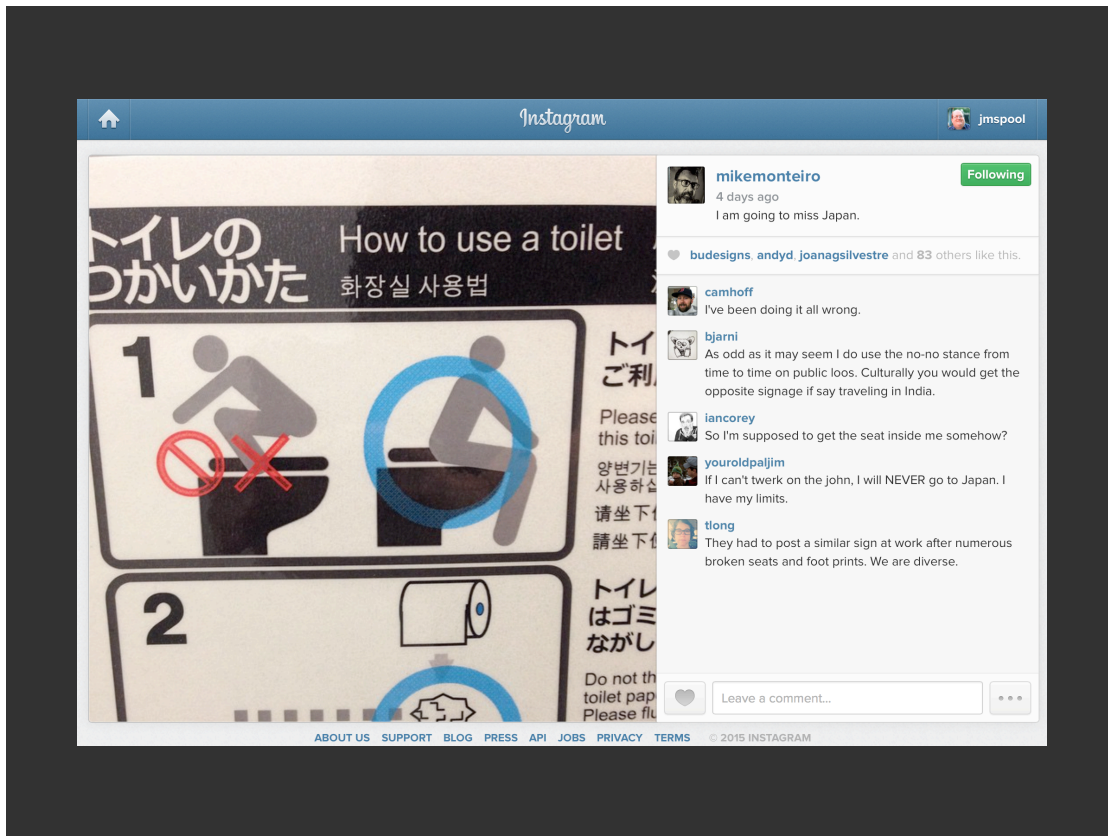 Instagram
jmspool
トイレの
つかいかた
How to use a toilet
화장실 사용법
1
トイ
ご利
Please
this toi
양변기는
사용하십
请坐下
請坐下
2
トイレ
はゴミ
ながし
Do not th
toilet pap
Please flu
mikemonteiro
Following
4 days ago
I am going to miss Japan.
budesigns, andyd, joanagsilvestre and 83 others like this.
camhoff
I've been doing it all wrong.
bjarni
As odd as it may seem I do use the no-no stance from
time to time on public loos. Culturally you would get the
opposite signage if say traveling in India.
iancorey
So I'm supposed to get the seat inside me somehow?
youroldpaljim
If I can't twerk on the john, I will NEVER go to Japan. I
have my limits.
tlong
They had to post a similar sign at work after numerous
broken seats and foot prints. We are diverse.
Leave a comment...
ABOUT US SUPPORT BLOG PRESS API JOBS PRIVACY TERMS © 2015 INSTAGRAM